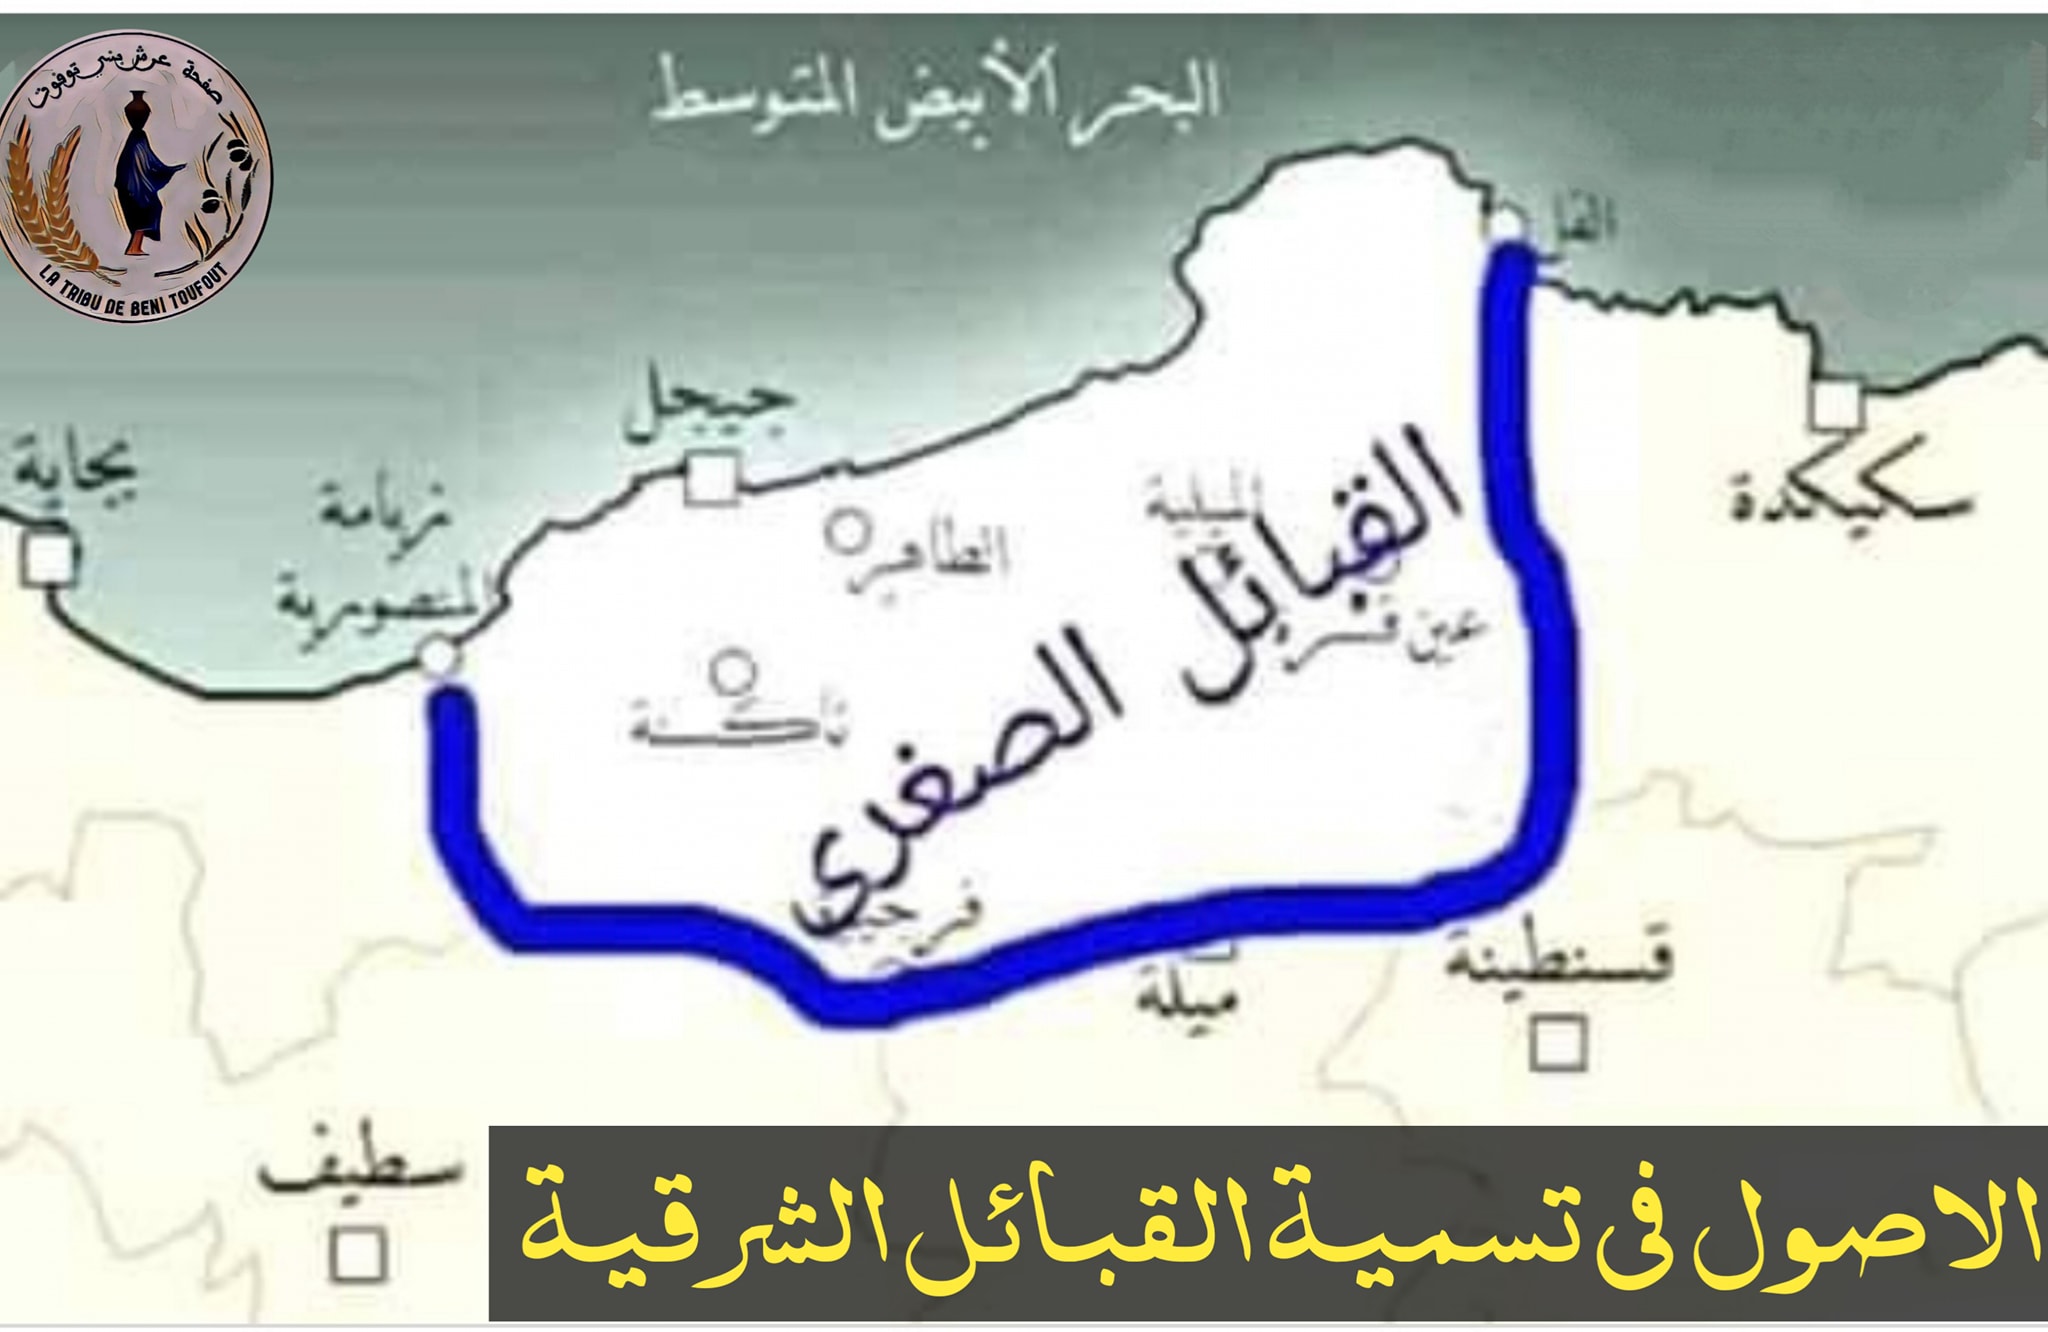 صفحة عرش بني توفوت
LA TRIBU DE BENI TOUFOUT
البحر الأبيض المتوسط
القل
جيجل
بجاية
زيامة
المنصورية
الطاهير
الميلية
سكيكدة
عين قشر
تاكسنة
القبائل الصغرى
فرجيوة
ميلة
قسنطينة
سطيف
الاصول فى تسمية القبائل الشرقية